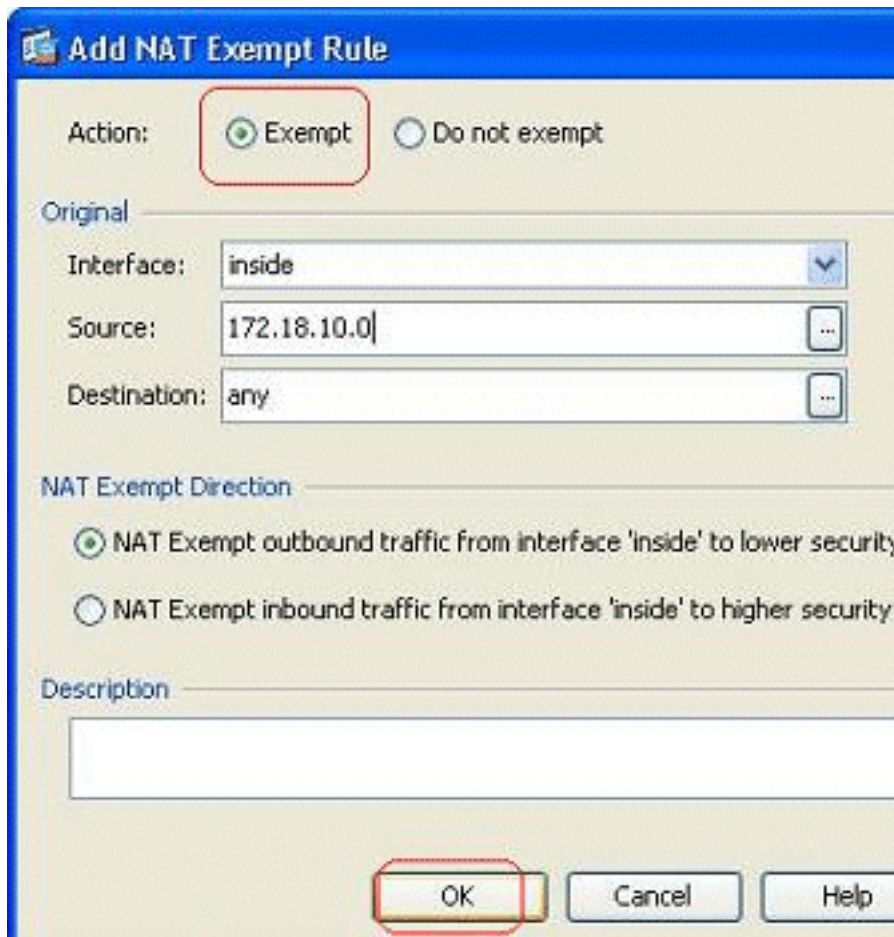 Add NAT Exempt Rule
Action: Exempt Do not exempt
Original
Interface: inside
Source: 172.18.10.0
...
Destination: any
...
NAT Exempt Direction
NAT Exempt outbound traffic from interface 'inside' to lower security
NAT Exempt inbound traffic from interface 'inside' to higher security
Description
OK Cancel Help